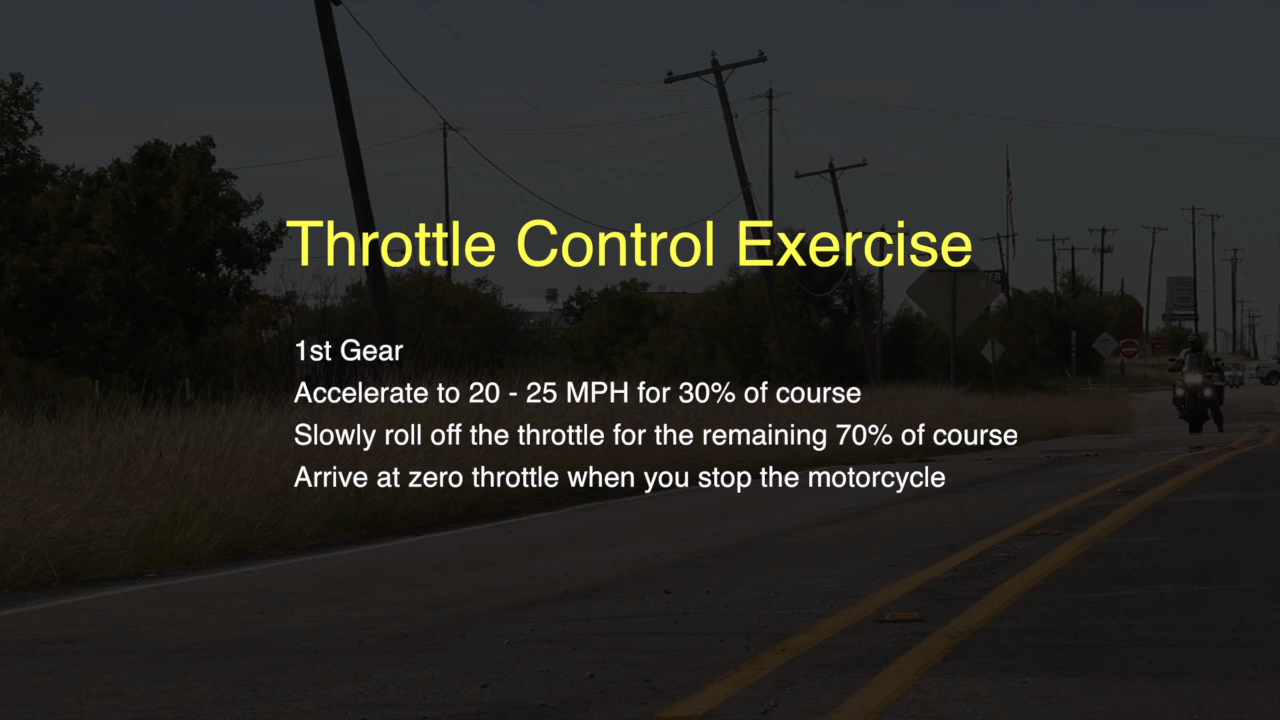 Throttle Control Exercise
1st Gear
Accelerate to 20 - 25 MPH for 30% of course
Slowly roll off the throttle for the remaining 70% of course
Arrive at zero throttle when you stop the motorcycle